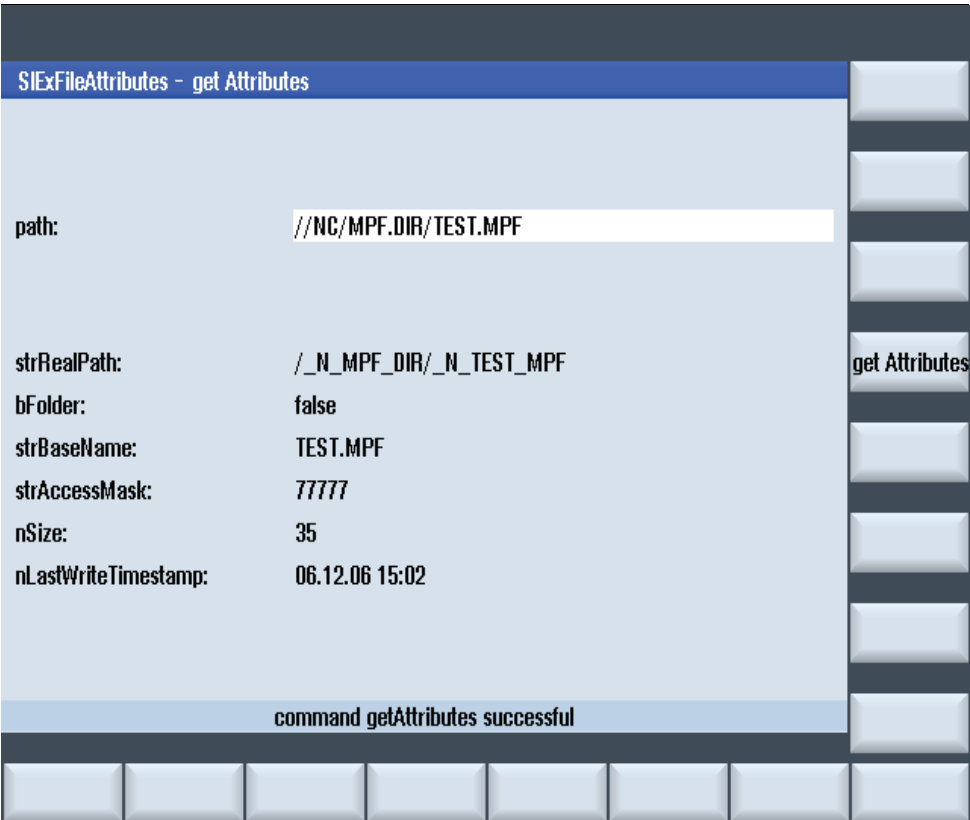 SlExFileAttributes - get Attributes
path: //NC/MPF.DIR/TEST.MPF
strRealPath: /_N_MPF_DIR/_N_TEST_MPF
get Attributes
bFolder: false
strBaseName: TEST.MPF
strAccessMask: 77777
nSize: 35
nLastWriteTimestamp: 06.12.06 15:02
command getAttributes successful